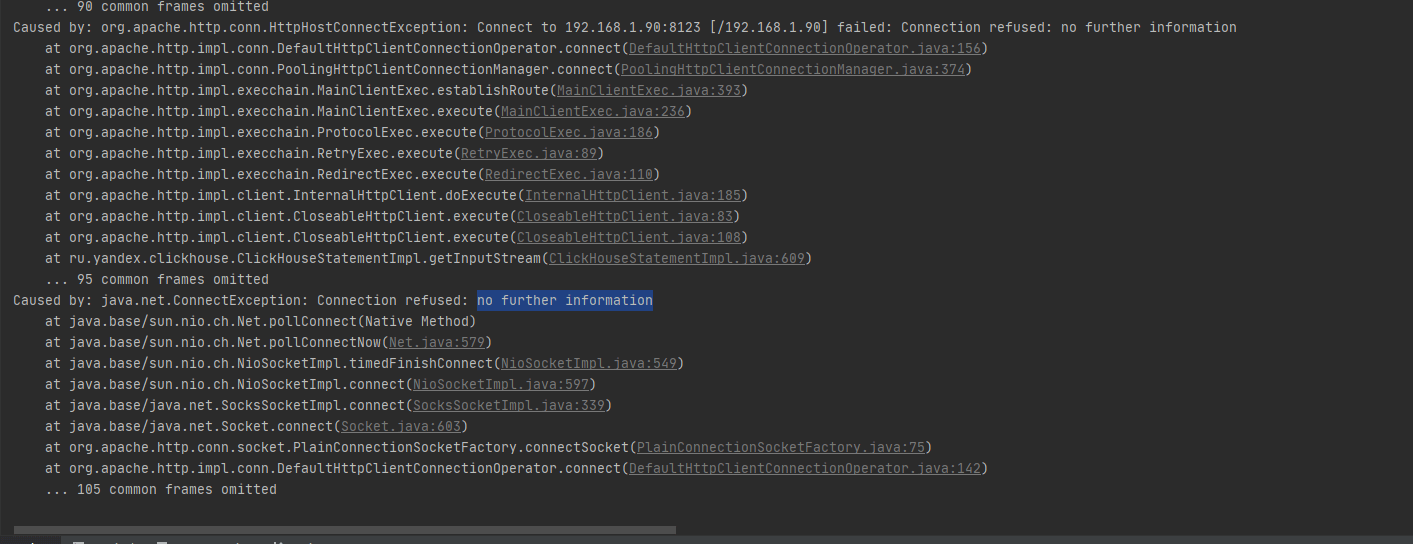 ... 90 common frames omitted
Caused by: org.apache.http.conn.HttpHostConnectException: Connect to 192.168.1.90:8123 [/192.168.1.90] failed: Connection refused: no further information
at org.apache.http.impl.conn.DefaultHttpClientConnectionOperator.connect(DefaultHttpClientConnectionOperator.java:156)
at org.apache.http.impl.conn.PoolingHttpClientConnectionManager.connect(PoolingHttpClientConnectionManager.java:374)
at org.apache.http.impl.execchain.MainClientExec.establishRoute(MainClientExec.java:393)
at org.apache.http.impl.execchain.MainClientExec.execute(MainClientExec.java:236)
at org.apache.http.impl.execchain.ProtocolExec.execute(ProtocolExec.java:186)
at org.apache.http.impl.execchain.RetryExec.execute(RetryExec.java:89)
at org.apache.http.impl.execchain.RedirectExec.execute(RedirectExec.java:110)
at org.apache.http.impl.client.InternalHttpClient.doExecute(InternalHttpClient.java:185)
at org.apache.http.impl.client.CloseableHttpClient.execute(CloseableHttpClient.java:83)
at org.apache.http.impl.client.CloseableHttpClient.execute(CloseableHttpClient.java:108)
at ru.yandex.clickhouse.ClickHouseStatementImpl.getInputStream(ClickHouseStatementImpl.java:609)
... 95 common frames omitted
Caused by: java.net.ConnectException: Connection refused: no further information
at java.base/sun.nio.ch.Net.pollConnect(Native Method)
at java.base/sun.nio.ch.Net.pollConnectNow(Net.java:579)
at java.base/sun.nio.ch.NioSocketImpl.timedFinishConnect(NioSocketImpl.java:549)
at java.base/sun.nio.ch.NioSocketImpl.connect(NioSocketImpl.java:597)
at java.base/java.net.SocksSocketImpl.connect(SocksSocketImpl.java:339)
at java.base/java.net.Socket.connect(Socket.java:603)
at org.apache.http.conn.socket.PlainConnectionSocketFactory.connectSocket(PlainConnectionSocketFactory.java:75)
at org.apache.http.impl.conn.DefaultHttpClientConnectionOperator.connect(DefaultHttpClientConnectionOperator.java:142)
... 105 common frames omitted